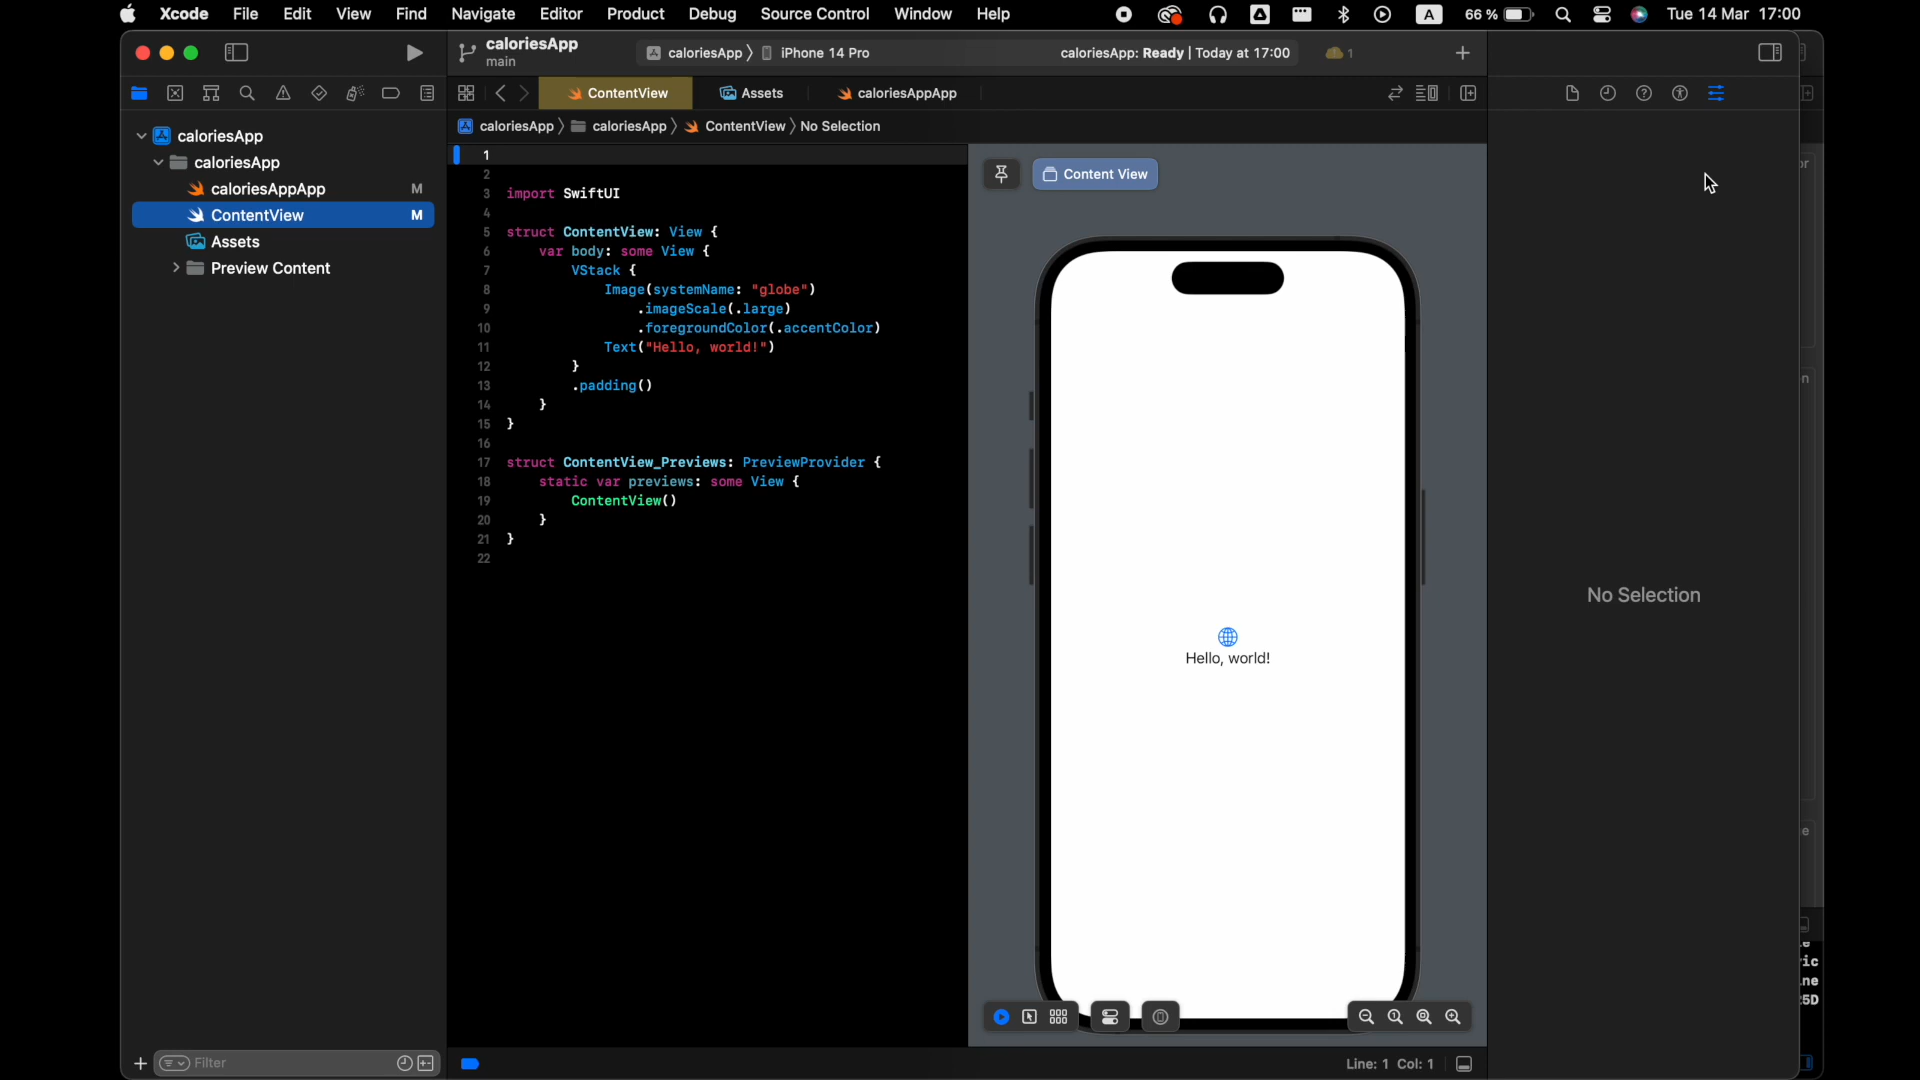 Xcode File Edit View Find Navigate Editor Product Debug Source Control Window Help A 66 % Tue 14 Mar 17:00
caloriesApp
main
caloriesApp 〉 iPhone 14 Pro caloriesApp: Ready | Today at 17:00 1
ContentView Assets caloriesAppApp
caloriesApp 〉 caloriesApp 〉 ContentView 〉 No Selection
caloriesApp
caloriesApp
caloriesAppApp M
ContentView M
Assets
Preview Content
1
2
3 import SwiftUI
4
5 struct ContentView: View {
6 var body: some View {
7 VStack {
8 Image(systemName: "globe")
9 .imageScale(.large)
10 .foregroundColor(.accentColor)
11 Text("Hello, world!")
12 }
13 .padding()
14 }
15 }
16
17 struct ContentView_Previews: PreviewProvider {
18 static var previews: some View {
19 ContentView()
20 }
21 }
22
Content View
Hello, world!
No Selection
or
n
e
ic
ne
5D
Filter
Line: 1 Col: 1